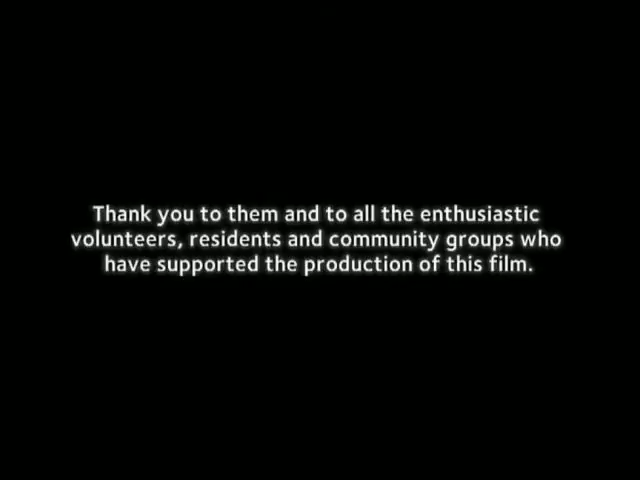 Thank you to them and to all the enthusiastic
volunteers, residents and community groups who
have supported the production of this film.